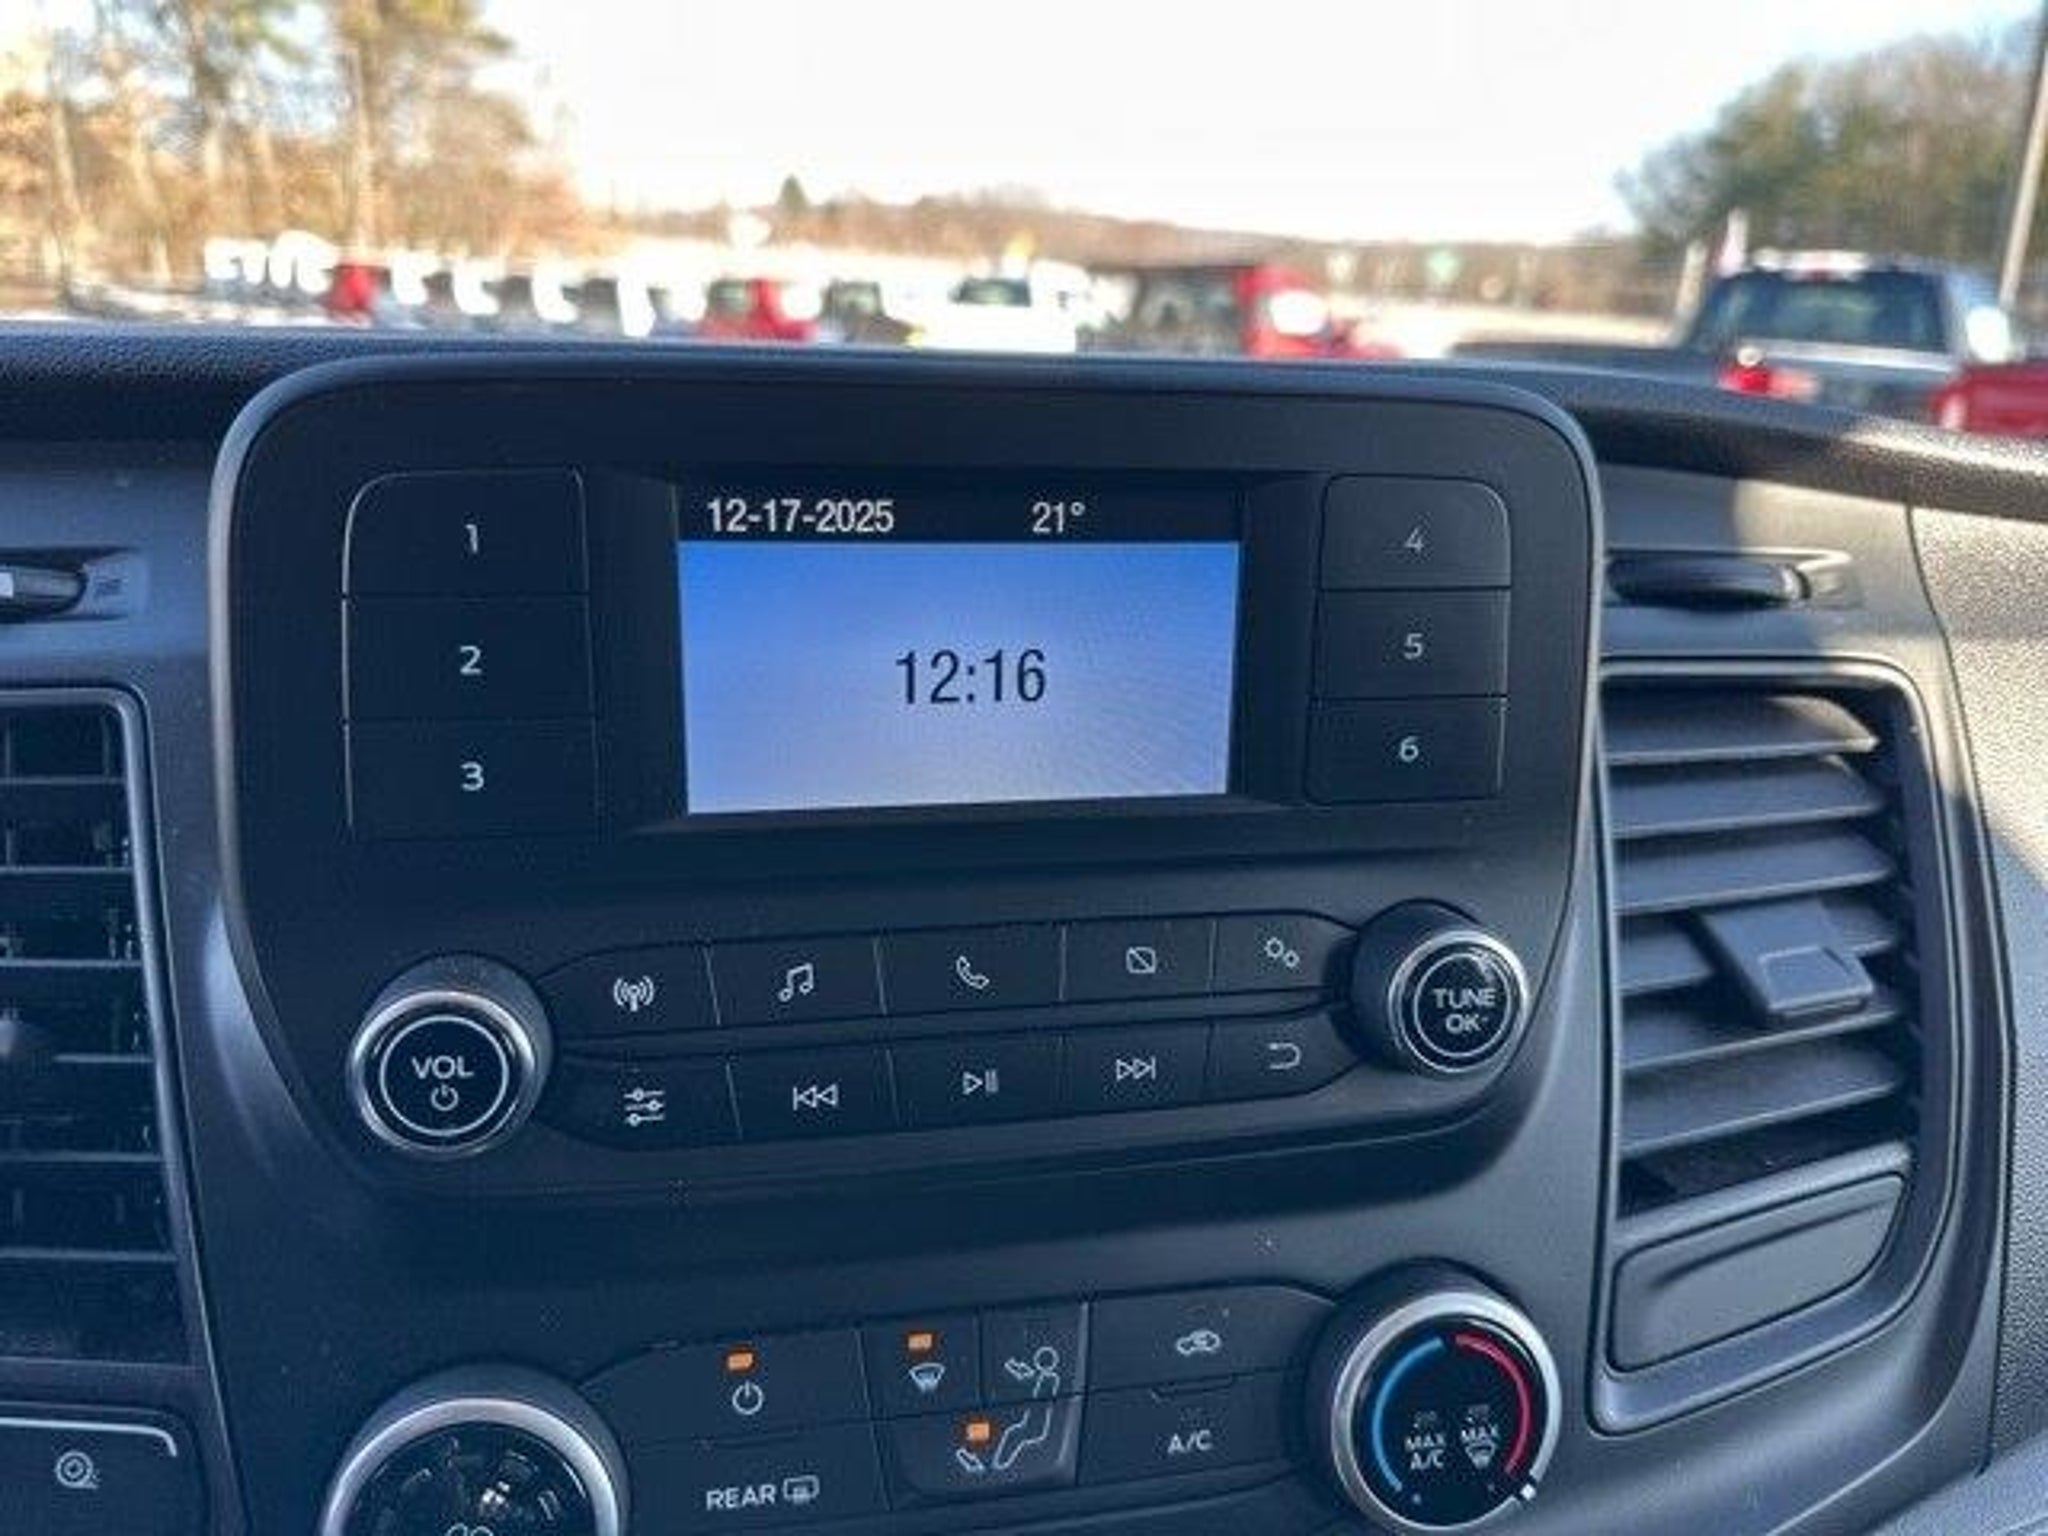 12-17-2025 21°
12:16
1
2
3
4
5
6
VOL
TUNE
OK
REAR
A/C
MAX
A/C
MAX